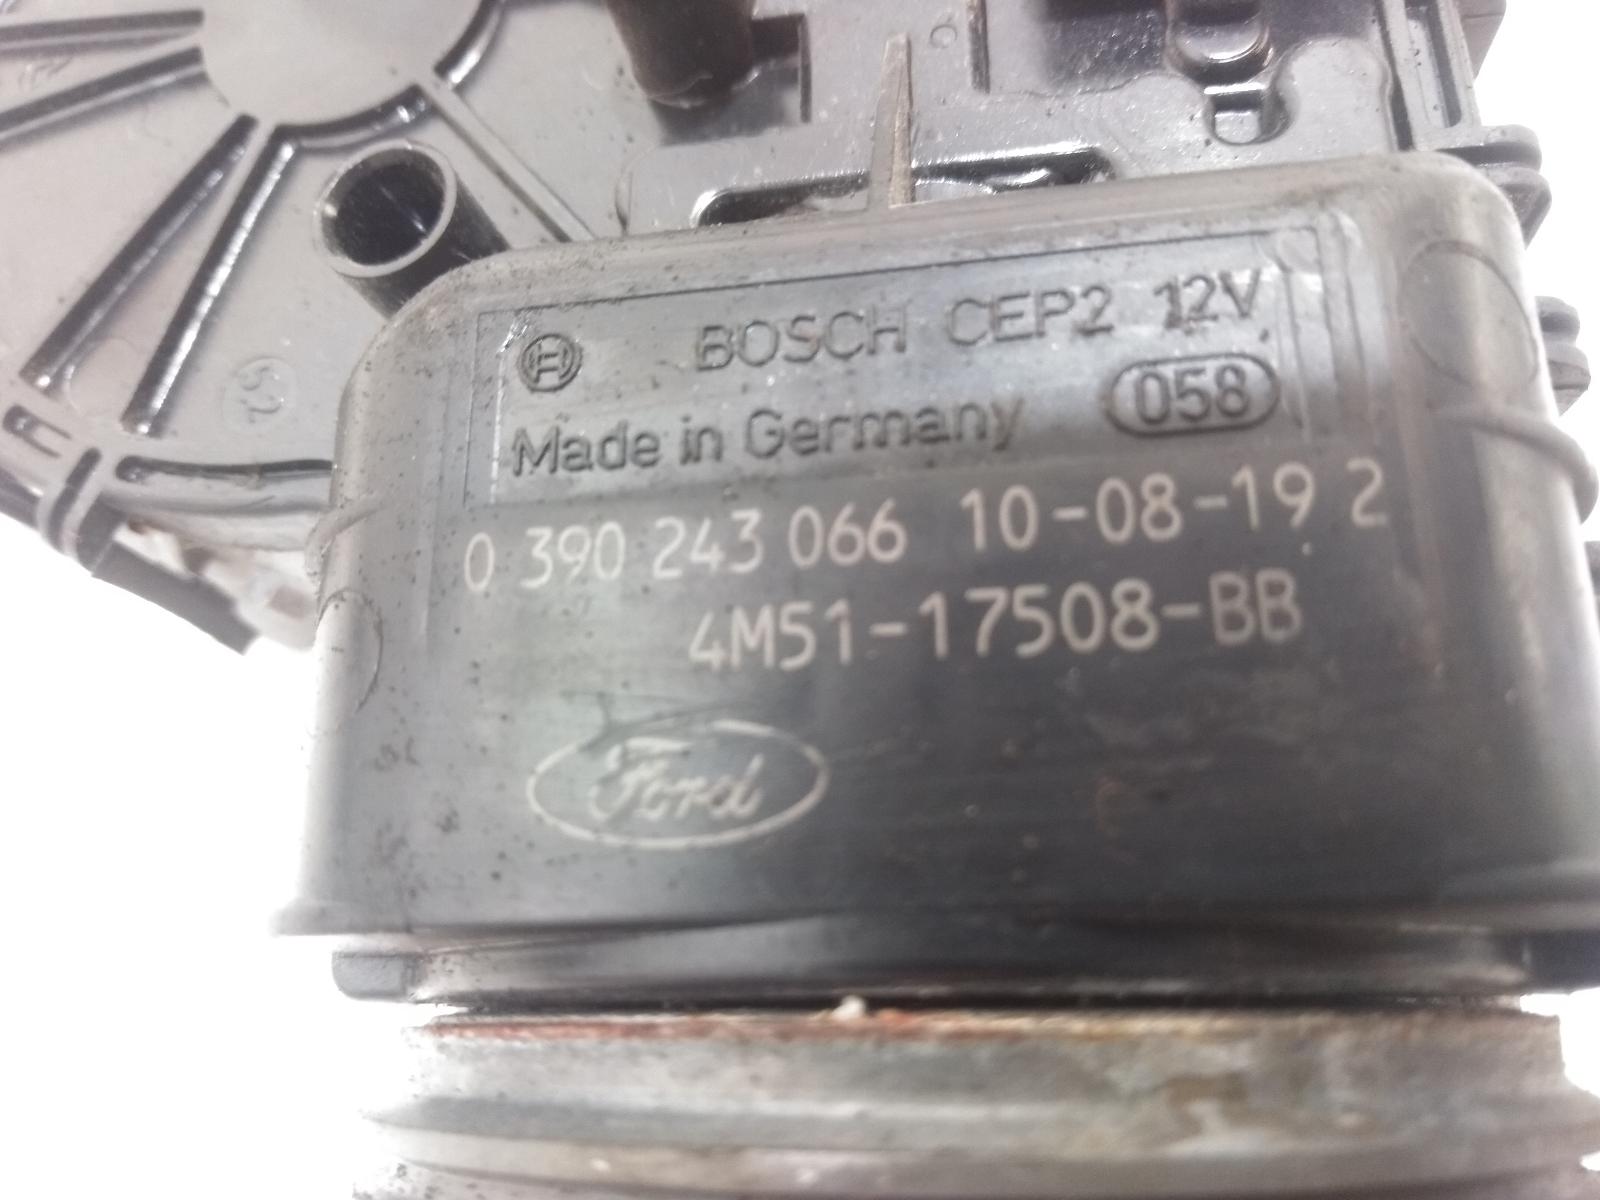 52
BOSCH CEP2 12V
Made in Germany 058
0 390 243 066 10-08-19 2
4M51-17508-BB
Ford